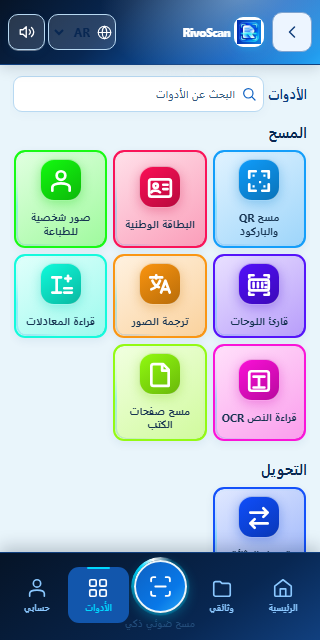 RivoScan
AR
الأدوات
البحث عن الأدوات
المسح
مسح QR
والباركود
البطاقة الوطنية
صور شخصية
للطباعة
قارئ اللوحات
ترجمة الصور
قراءة المعادلات
قراءة النص OCR
مسح صفحات
الكتب
التحويل
الرئيسية
وثائقي
مسح ضوئي ذكي
الأدوات
حسابي